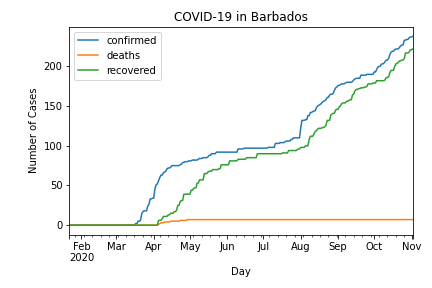 COVID-19 in Barbados
confirmed
deaths
recovered
Number of Cases
200
150
100
50
0
Feb Mar Apr May Jun Jul Aug Sep Oct Nov
2020
Day